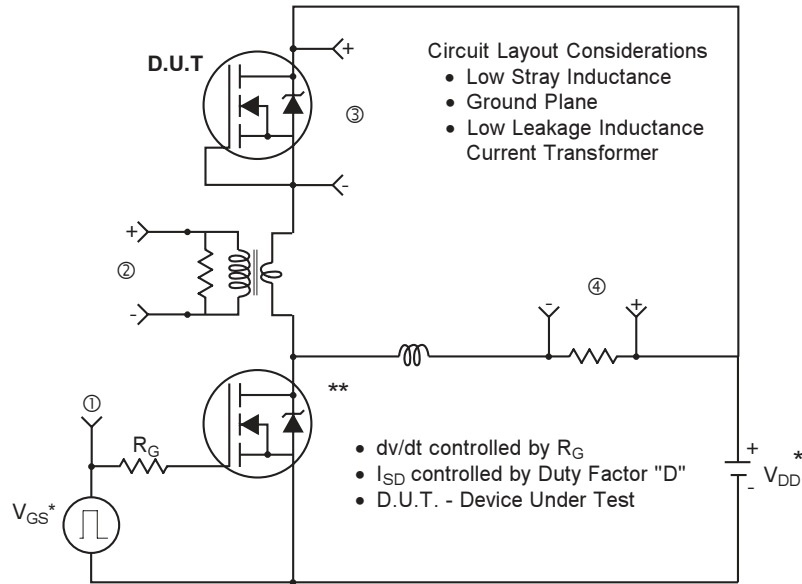 D.U.T
+
③
-
Circuit Layout Considerations
• Low Stray Inductance
• Ground Plane
• Low Leakage Inductance
Current Transformer
+
②
-
④
-
+
**
①
R_G
V_GS*
• dv/dt controlled by R_G
• I_SD controlled by Duty Factor "D"
• D.U.T. - Device Under Test
+
-
V_DD*